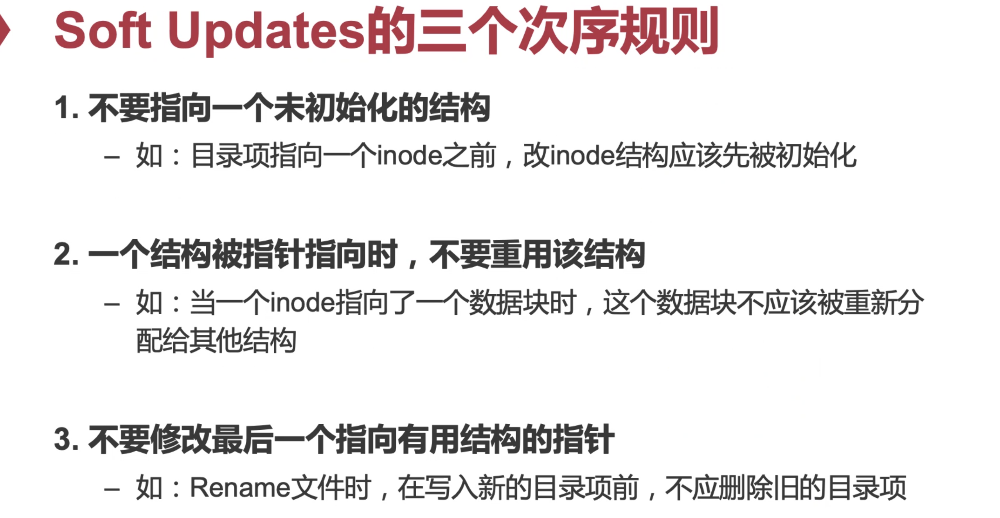 Soft Updates的三个次序规则
1. 不要指向一个未初始化的结构
– 如：目录项指向一个inode之前，改inode结构应该先被初始化
2. 一个结构被指针指向时，不要重用该结构
– 如：当一个inode指向了一个数据块时，这个数据块不应该被重新分
配给其他结构
3. 不要修改最后一个指向有用结构的指针
– 如：Rename文件时，在写入新的目录项前，不应删除旧的目录项